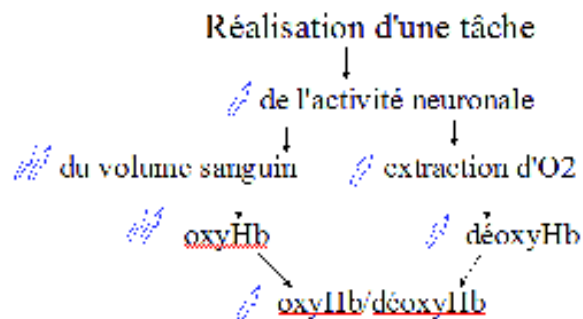 Réalisation d'une tâche
de l'activité neuronale
du volume sanguin extraction d'O2
oxyHb déoxyHb
oxyHb/déoxyHb